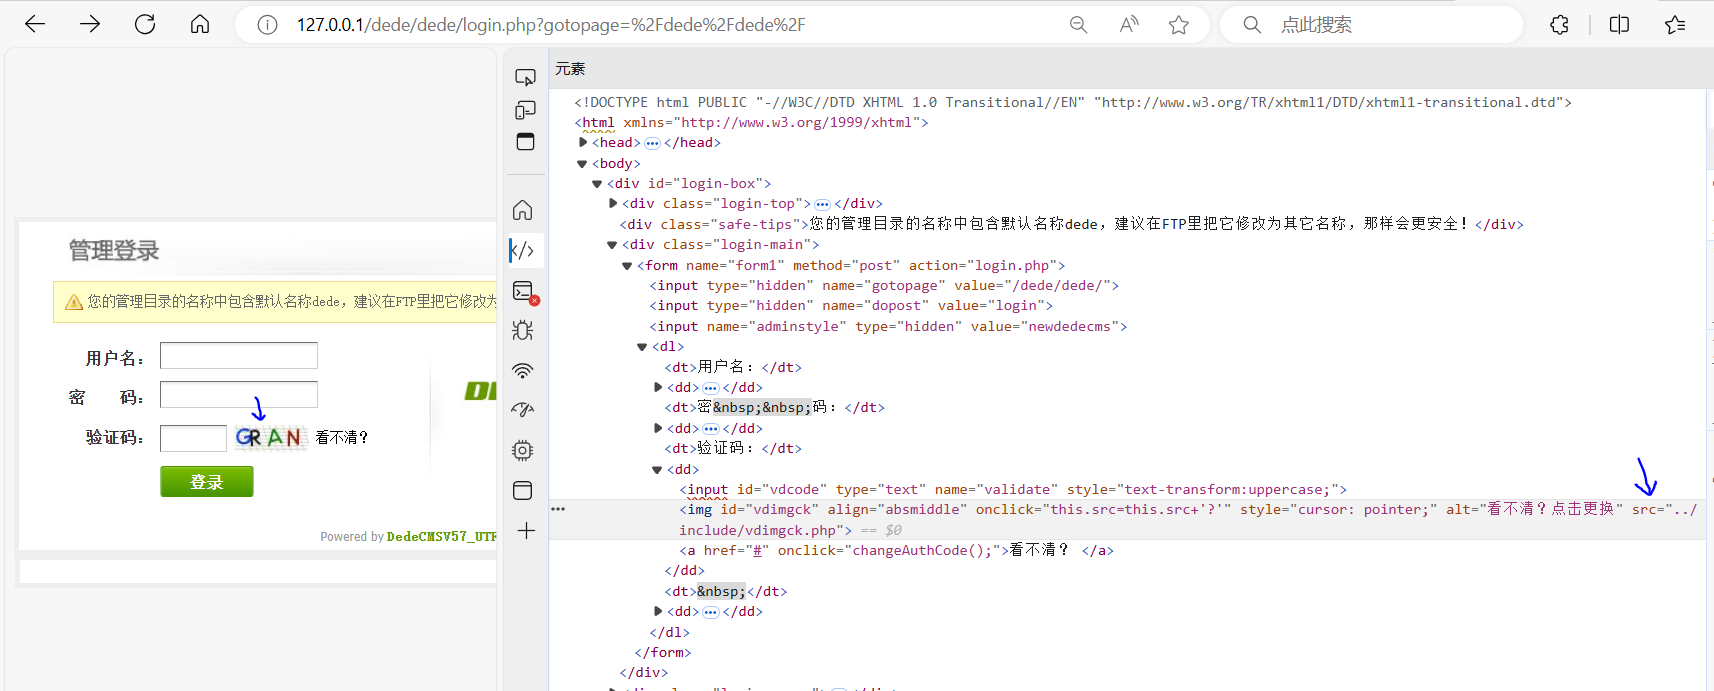 127.0.0.1/dede/dede/login.php?gotopage=%2Fdede%2Fdede%2F
点此搜索
元素
管理登录
您的管理目录的名称中包含默认名称dede，建议在FTP里把它修改为
用户名：
密 码：
验证码：
GRAN
看不清？
登录
Powered by DedeCMSV57_UTF
<!DOCTYPE html PUBLIC "-//W3C//DTD XHTML 1.0 Transitional//EN" "http://www.w3.org/TR/xhtml1/DTD/xhtml1-transitional.dtd">
<html xmlns="http://www.w3.org/1999/xhtml">
<head>…</head>
<body>
<div id="login-box">
<div class="login-top">…</div>
<div class="safe-tips">您的管理目录的名称中包含默认名称dede，建议在FTP里把它修改为其它名称，那样会更安全！</div>
<div class="login-main">
<form name="form1" method="post" action="login.php">
<input type="hidden" name="gotopage" value="/dede/dede/">
<input type="hidden" name="dopost" value="login">
<input name="adminstyle" type="hidden" value="newdedecms">
<dl>
<dt>用户名：</dt>
<dd>…</dd>
<dt>密&nbsp;&nbsp;码：</dt>
<dd>…</dd>
<dt>验证码：</dt>
<dd>
<input id="vdcode" type="text" name="validate" style="text-transform:uppercase;">
<img id="vdimgck" align="absmiddle" onclick="this.src=this.src+'?'" style="cursor: pointer;" alt="看不清？点击更换" src="../
include/vdimgck.php"> == $0
<a href="#" onclick="changeAuthCode();">看不清？ </a>
</dd>
<dt>&nbsp;</dt>
<dd>…</dd>
</dl>
</form>
</div>